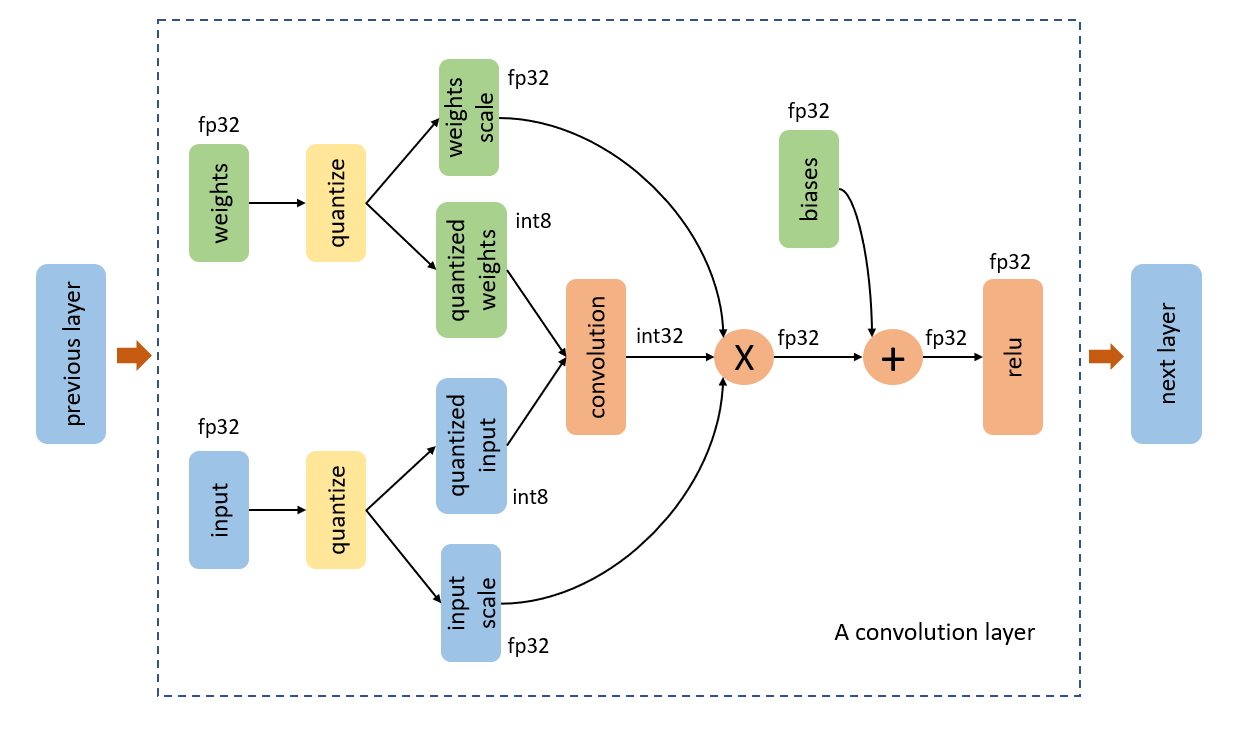 previous layer
fp32
weights
quantize
weights
scale
fp32
quantized
weights
int8
fp32
input
quantize
quantized
input
int8
input
scale
fp32
convolution
int32
X
fp32
fp32
biases
+
fp32
fp32
relu
A convolution layer
next layer